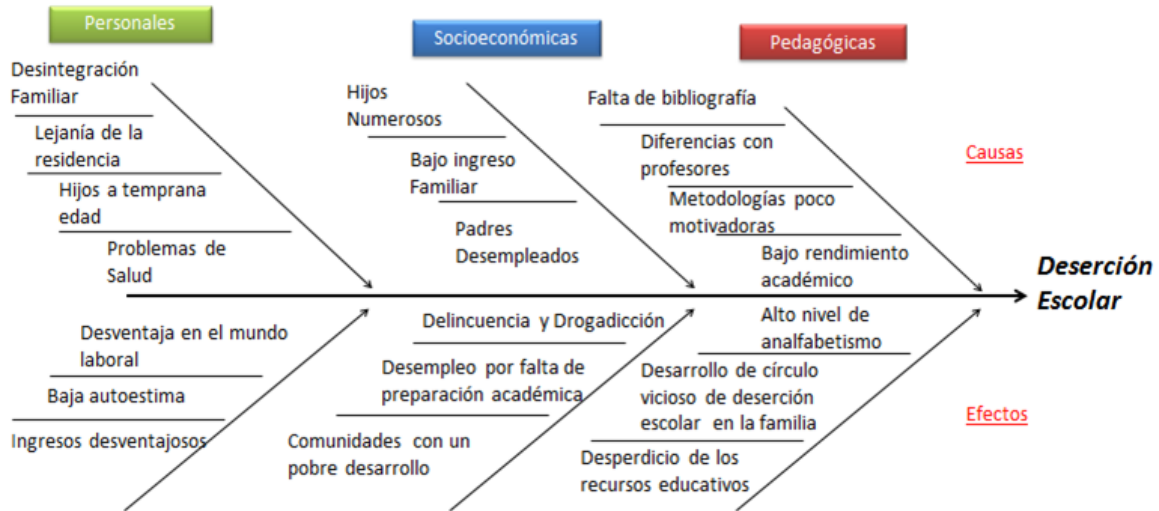 Personales
Socioeconómicas
Pedagógicas
Desintegración
Familiar
Lejanía de la
residencia
Hijos a temprana
edad
Problemas de
Salud
Hijos
Numerosos
Bajo ingreso
Familiar
Padres
Desempleados
Falta de bibliografía
Diferencias con
profesores
Metodologías poco
motivadoras
Bajo rendimiento
académico
Causas
Deserción
Escolar
Desventaja en el mundo
laboral
Baja autoestima
Ingresos desventajosos
Delincuencia y Drogadicción
Desempleo por falta de
preparación académica
Comunidades con un
pobre desarrollo
Alto nivel de
analfabetismo
Desarrollo de círculo
vicioso de deserción
escolar en la familia
Desperdicio de los
recursos educativos
Efectos